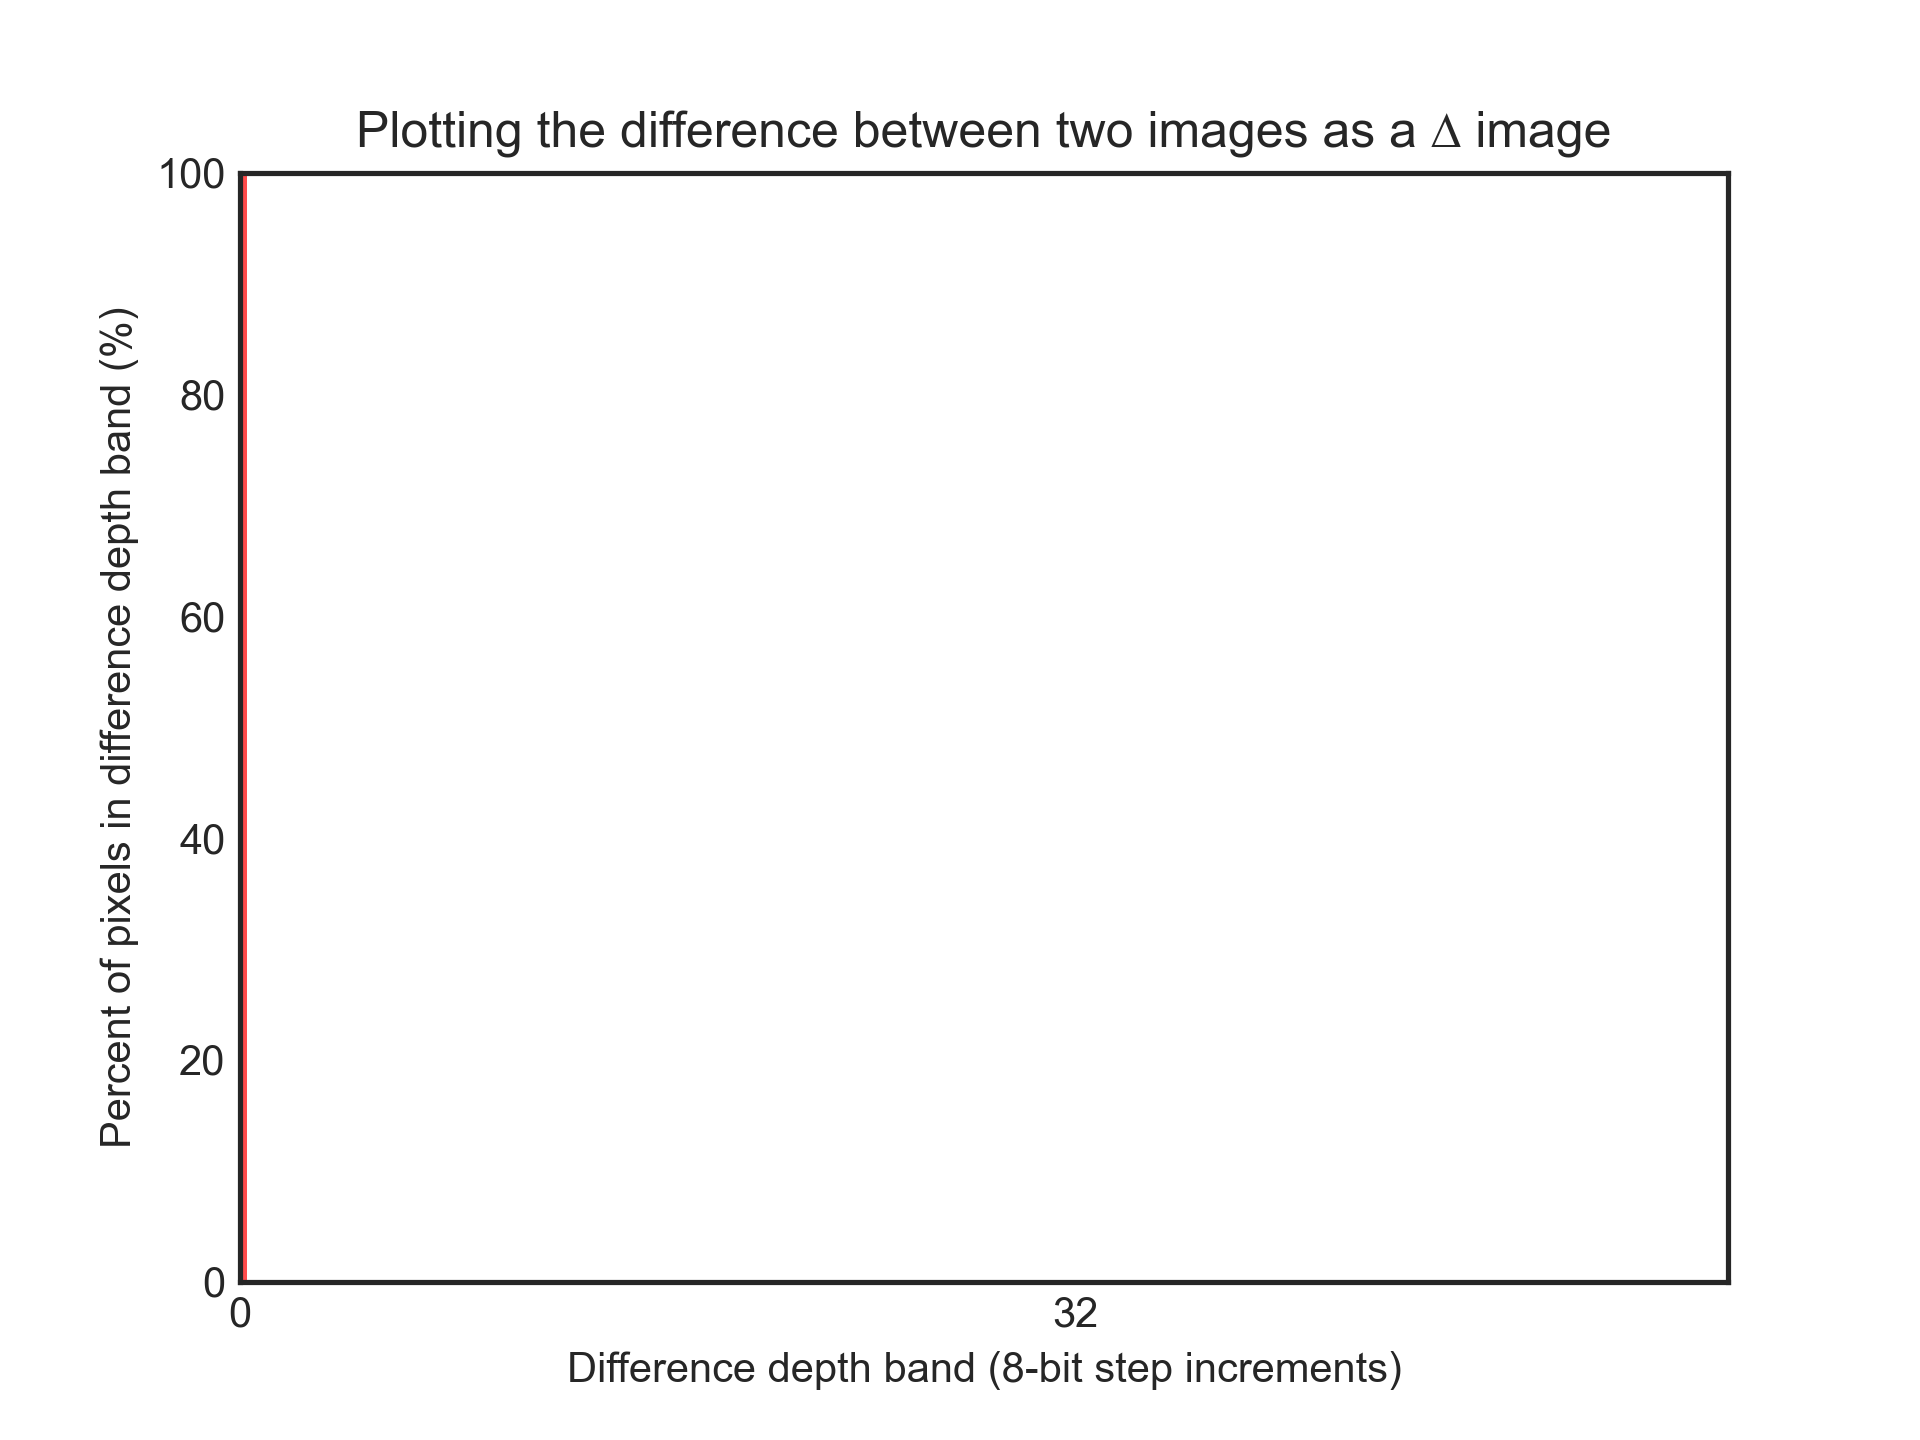 Plotting the difference between two images as a Δ image
100
80
60
40
20
0
Percent of pixels in difference depth band (%)
0
32
Difference depth band (8-bit step increments)